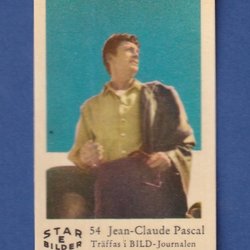 STAR
E
BILDER
54 Jean-Claude Pascal
Träffas i BILD-Journalen